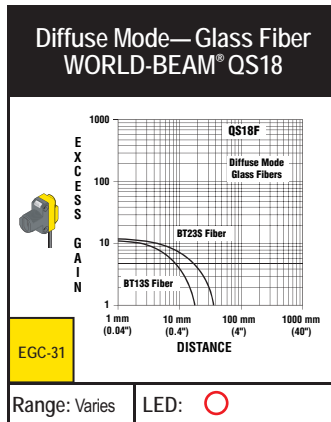 Diffuse Mode—Glass Fiber
WORLD-BEAM® QS18
EXCESS GAIN
1000
100
10
1
QS18F
Diffuse Mode
Glass Fibers
BT23S Fiber
BT13S Fiber
1 mm
(0.04")
10 mm
(0.4")
100 mm
(4")
1000 mm
(40")
DISTANCE
EGC-31
Range: Varies
LED: